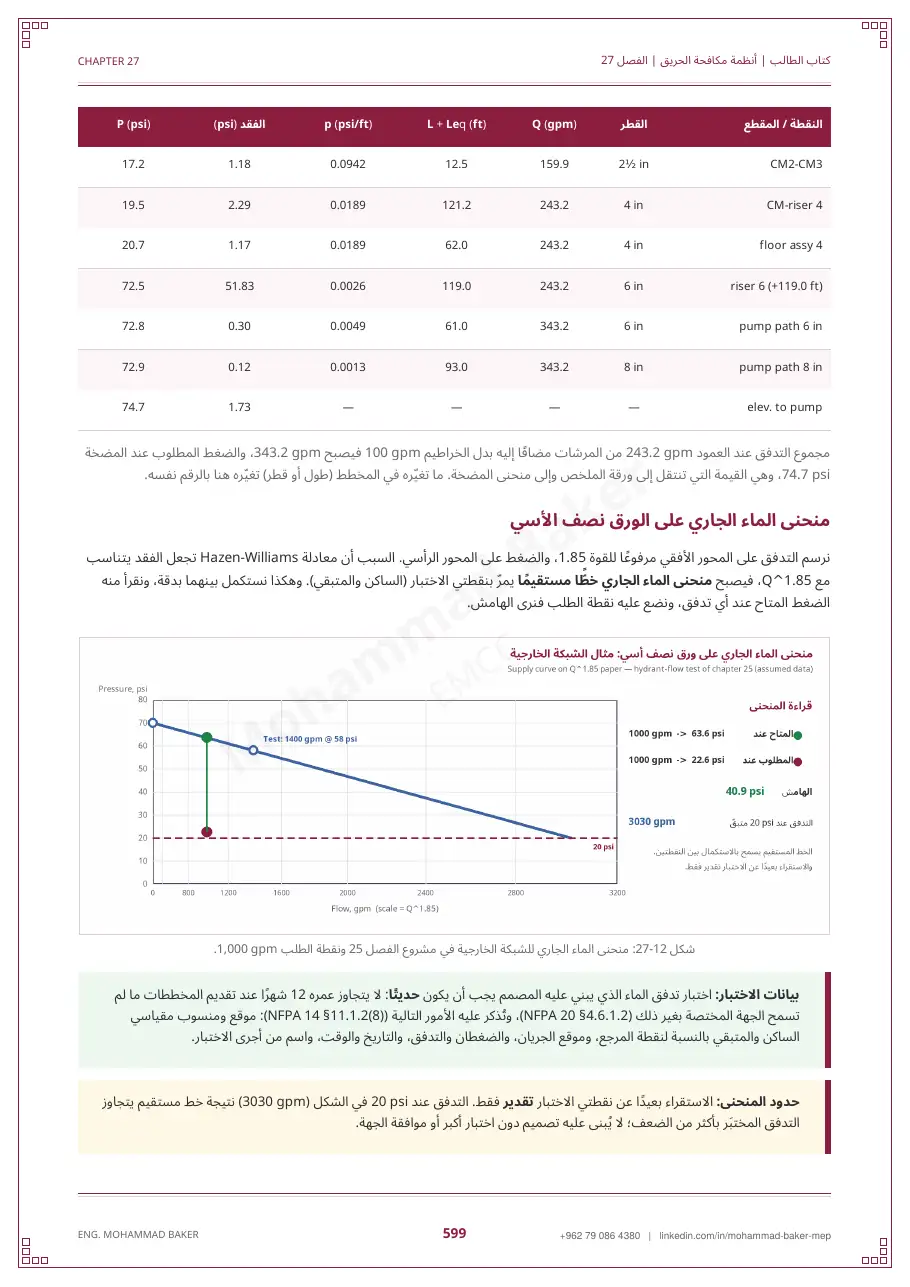 كتاب الطالب | أنظمة مكافحة الحريق | الفصل 27
CHAPTER 27
النقطة / المقطع القطر Q (gpm) L + Leq (ft) p (psi/ft) الفقد (psi) P (psi)
CM2-CM3 2½ in 159.9 12.5 0.0942 1.18 17.2
CM-riser 4 4 in 243.2 121.2 0.0189 2.29 19.5
floor assy 4 4 in 243.2 62.0 0.0189 1.17 20.7
riser 6 (+119.0 ft) 6 in 243.2 119.0 0.0026 51.83 72.5
pump path 6 in 6 in 343.2 61.0 0.0049 0.30 72.8
pump path 8 in 8 in 343.2 93.0 0.0013 0.12 72.9
elev. to pump — — — — 1.73 74.7
مجموع التدفق عند العمود 243.2 gpm من المرشات مضافًا إليه بدل الخراطيم 100 gpm فيصبح 343.2 gpm، والضغط المطلوب عند المضخة
74.7 psi، وهي القيمة التي تنتقل إلى ورقة الملخص وإلى منحنى المضخة. ما تغيّره في المخطط (طول أو قطر) تغيّره هنا بالرقم نفسه.
منحنى الماء الجاري على الورق نصف الأسي
نرسم التدفق على المحور الأفقي مرفوعًا للقوة 1.85، والضغط على المحور الرأسي. السبب أن معادلة Hazen-Williams تجعل الفقد يتناسب
مع Q^1.85، فيصبح منحنى الماء الجاري خطًّا مستقيمًا يمرّ بنقطتي الاختبار (الساكن والمتبقي). وهكذا نستكمل بينهما بدقة، ونقرأ منه
الضغط المتاح عند أي تدفق، ونضع عليه نقطة الطلب فنرى الهامش.
منحنى الماء الجاري على ورق نصف أسي: مثال الشبكة الخارجية
Supply curve on Q^1.85 paper — hydrant-flow test of chapter 25 (assumed data)
Pressure, psi
80
70
60
50
40
30
20
10
0
Test: 1400 gpm @ 58 psi
20 psi
0 800 1200 1600 2000 2400 2800 3200
Flow, gpm (scale = Q^1.85)
قراءة المنحنى
المتاح عند 1000 gpm -> 63.6 psi
المطلوب عند 1000 gpm -> 22.6 psi
الهامش 40.9 psi
التدفق عند 20 psi متبقّ 3030 gpm
الخط المستقيم يسمح بالاستكمال بين النقطتين.
والاستقراء بعيدًا عن الاختبار تقدير فقط.
شكل 12-27: منحنى الماء الجاري للشبكة الخارجية في مشروع الفصل 25 ونقطة الطلب 1,000 gpm.
بيانات الاختبار: اختبار تدفق الماء الذي يبني عليه المصمم يجب أن يكون حديثًا: لا يتجاوز عمره 12 شهرًا عند تقديم المخططات ما لم
تسمح الجهة المختصة بغير ذلك (NFPA 20 §4.6.1.2)، وتُذكر عليه الأمور التالية (NFPA 14 §11.1.2(8)): موقع ومنسوب مقياسي
الساكن والمتبقي بالنسبة لنقطة المرجع، وموقع الجريان، والضغطان والتدفق، والتاريخ والوقت، واسم من أجرى الاختبار.
حدود المنحنى: الاستقراء بعيدًا عن نقطتي الاختبار تقدير فقط. التدفق عند 20 psi في الشكل (3030 gpm) نتيجة خط مستقيم يتجاوز
التدفق المختبَر بأكثر من الضعف؛ لا يُبنى عليه تصميم دون اختبار أكبر أو موافقة الجهة.
Mohammad Baker
EMCC
ENG. MOHAMMAD BAKER
599
+962 79 086 4380 | linkedin.com/in/mohammad-baker-mep